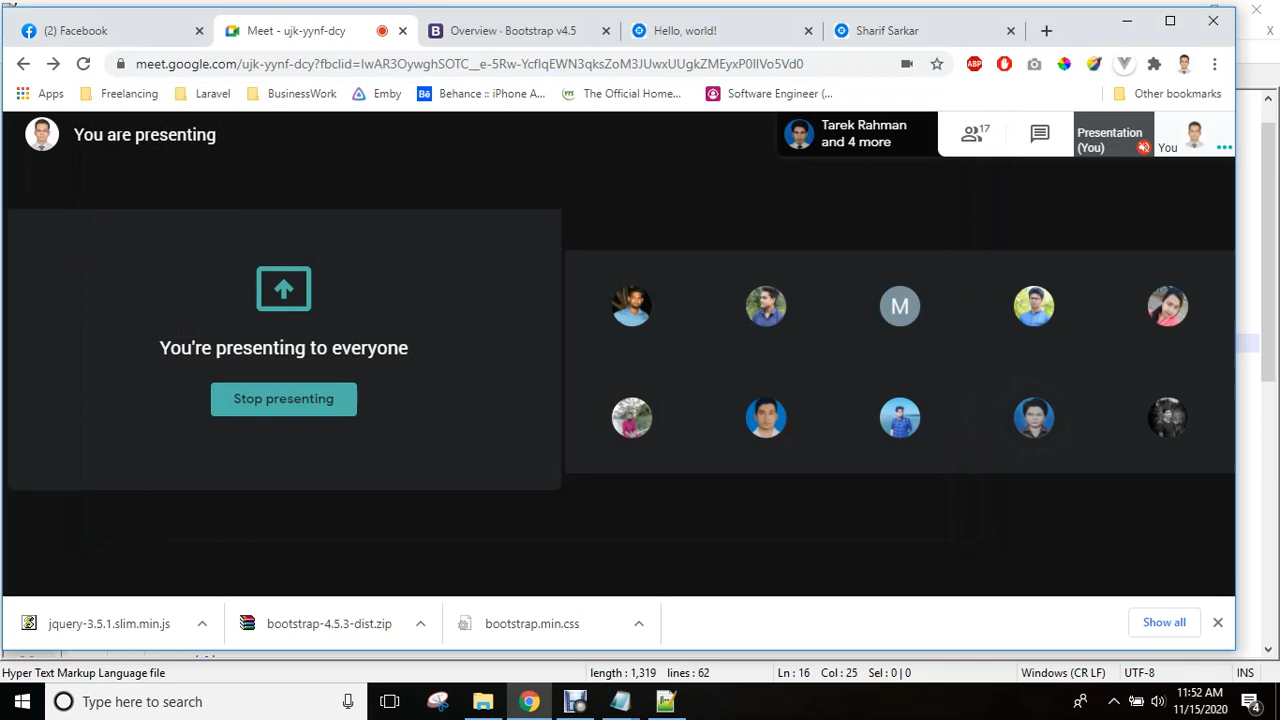 (2) Facebook
Meet - ujk-yynf-dcy
Overview · Bootstrap v4.5
Hello, world!
Sharif Sarkar
meet.google.com/ujk-yynf-dcy?fbclid=IwAR3OywghSOTC__e-5Rw-YcflqEWN3qksZoM3JUwxUUgkZMEyxP0IIVo5Vd0
ABP
Apps
Freelancing
Laravel
BusinessWork
Emby
Behance :: iPhone A...
The Official Home...
Software Engineer (...
Other bookmarks
You are presenting
Tarek Rahman
and 4 more
17
Presentation
(You)
You
You're presenting to everyone
Stop presenting
M
jquery-3.5.1.slim.min.js
bootstrap-4.5.3-dist.zip
bootstrap.min.css
Show all
Hyper Text Markup Language file
length : 1,319 lines : 62
Ln : 16 Col : 25 Sel : 0 | 0
Windows (CR LF)
UTF-8
INS
Type here to search
11:52 AM
11/15/2020
4